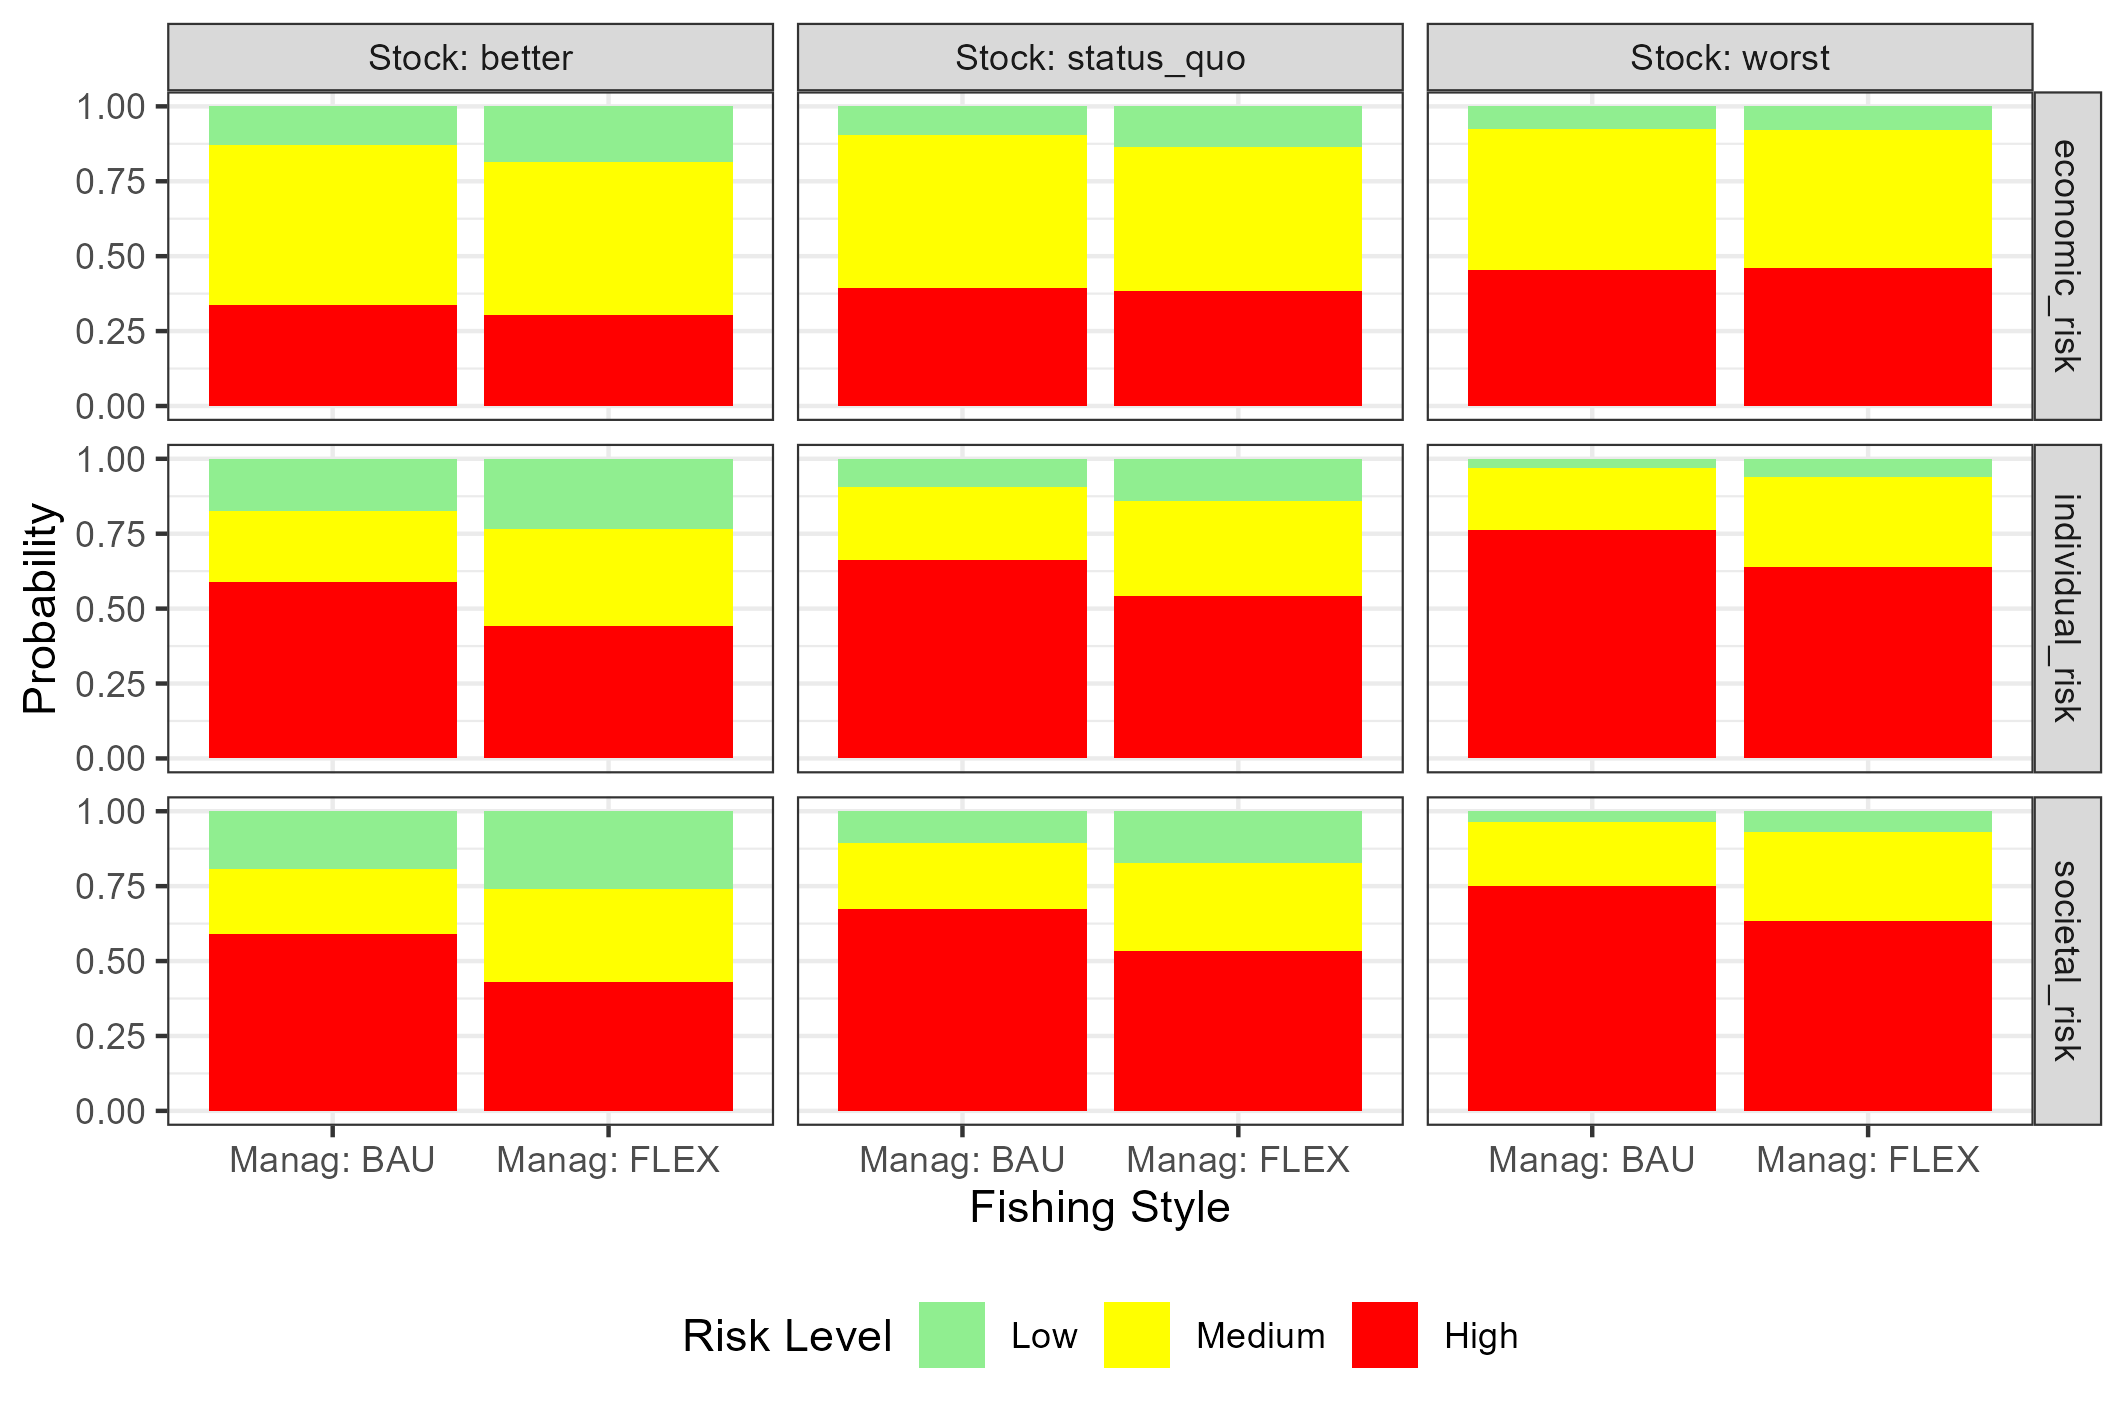 Stock: better
Stock: status_quo
Stock: worst
1.00
0.75
0.50
0.25
0.00
economic_risk
1.00
0.75
0.50
0.25
0.00
individual_risk
1.00
0.75
0.50
0.25
0.00
societal_risk
Probability
Manag: BAU
Manag: FLEX
Manag: BAU
Manag: FLEX
Manag: BAU
Manag: FLEX
Fishing Style
Risk Level
Low
Medium
High